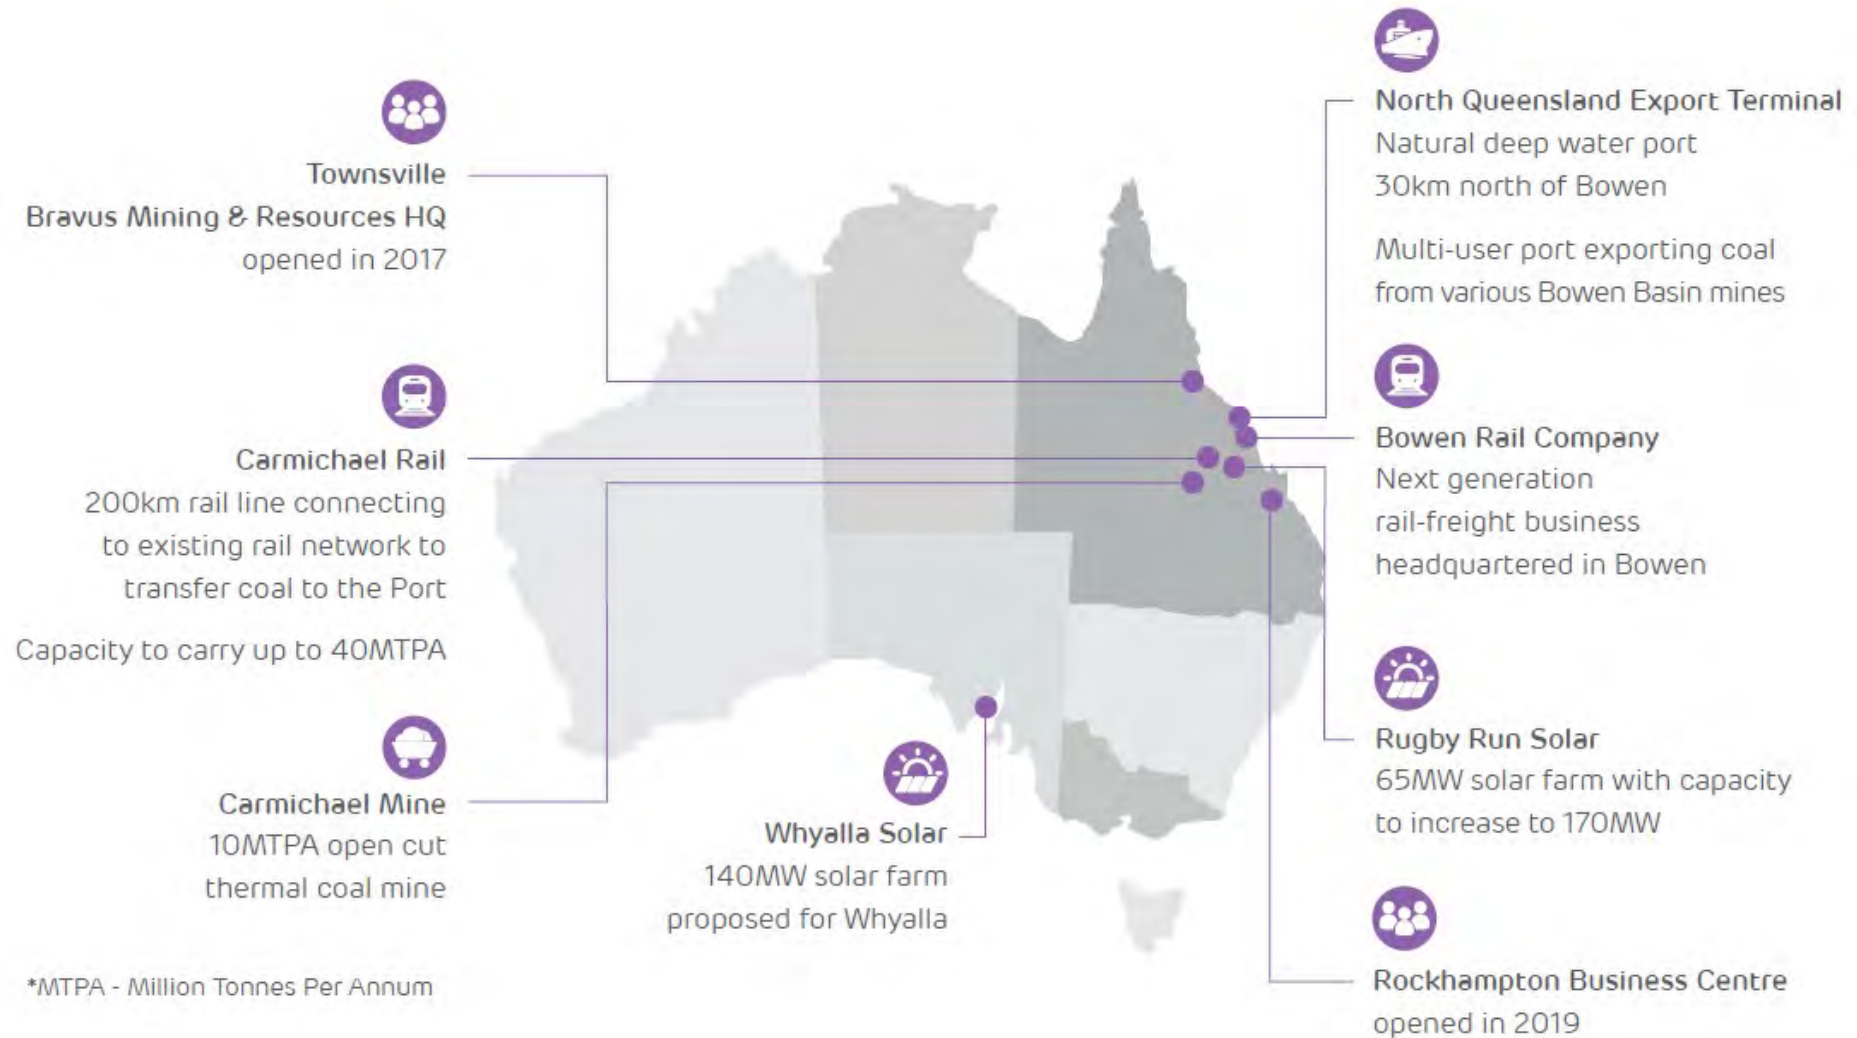 Townsville
Bravus Mining & Resources HQ
opened in 2017
Carmichael Rail
200km rail line connecting
to existing rail network to
transfer coal to the Port
Capacity to carry up to 40MTPA
Carmichael Mine
10MTPA open cut
thermal coal mine
*MTPA - Million Tonnes Per Annum
Whyalla Solar
140MW solar farm
proposed for Whyalla
North Queensland Export Terminal
Natural deep water port
30km north of Bowen
Multi-user port exporting coal
from various Bowen Basin mines
Bowen Rail Company
Next generation
rail-freight business
headquartered in Bowen
Rugby Run Solar
65MW solar farm with capacity
to increase to 170MW
Rockhampton Business Centre
opened in 2019